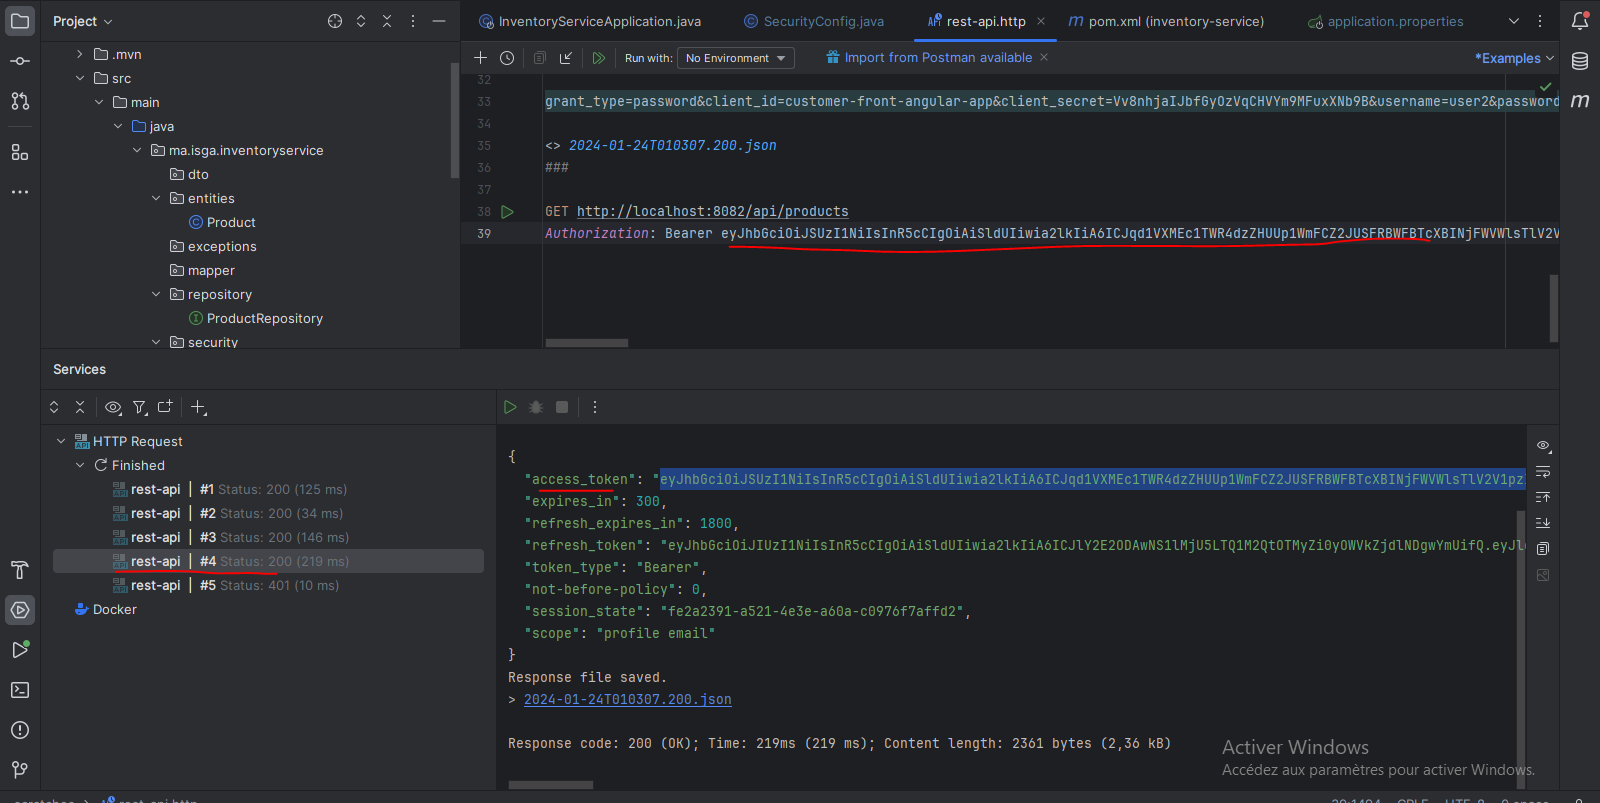 Project
InventoryServiceApplication.java
SecurityConfig.java
rest-api.http
pom.xml (inventory-service)
application.properties
.mvn
src
main
java
ma.isga.inventoryservice
dto
entities
Product
exceptions
mapper
repository
ProductRepository
security
Run with: No Environment
Import from Postman available
*Examples
32
33 grant_type=password&client_id=customer-front-angular-app&client_secret=Vv8nhjaIJbfGyOzVqCHVYm9MFUxXNb9B&username=user2&password
34
35 <> 2024-01-24T010307.200.json
36 ###
37
38 GET http://localhost:8082/api/products
39 Authorization: Bearer eyJhbGciOiJSUzI1NiIsInR5cCIgOiAiSldUIiwia2lkIiA6ICJqd1VXMEc1TWR4dzZHUUp1WmFCZ2JUSFRBWFBTcXBINjFWVWlsTlV2V
Services
HTTP Request
Finished
rest-api | #1 Status: 200 (125 ms)
rest-api | #2 Status: 200 (34 ms)
rest-api | #3 Status: 200 (146 ms)
rest-api | #4 Status: 200 (219 ms)
rest-api | #5 Status: 401 (10 ms)
Docker
{
"access_token": "eyJhbGciOiJSUzI1NiIsInR5cCIgOiAiSldUIiwia2lkIiA6ICJqd1VXMEc1TWR4dzZHUUp1WmFCZ2JUSFRBWFBTcXBINjFWVWlsTlV2V1pz
"expires_in": 300,
"refresh_expires_in": 1800,
"refresh_token": "eyJhbGciOiJIUzI1NiIsInR5cCIgOiAiSldUIiwia2lkIiA6ICJlY2E2ODAwNS1lMjU5LTQ1M2QtOTMyZi0yOWVkZjdlNDgwYmUifQ.eyJl
"token_type": "Bearer",
"not-before-policy": 0,
"session_state": "fe2a2391-a521-4e3e-a60a-c0976f7affd2",
"scope": "profile email"
}
Response file saved.
> 2024-01-24T010307.200.json
Response code: 200 (OK); Time: 219ms (219 ms); Content length: 2361 bytes (2,36 kB)
Activer Windows
Accédez aux paramètres pour activer Windows.